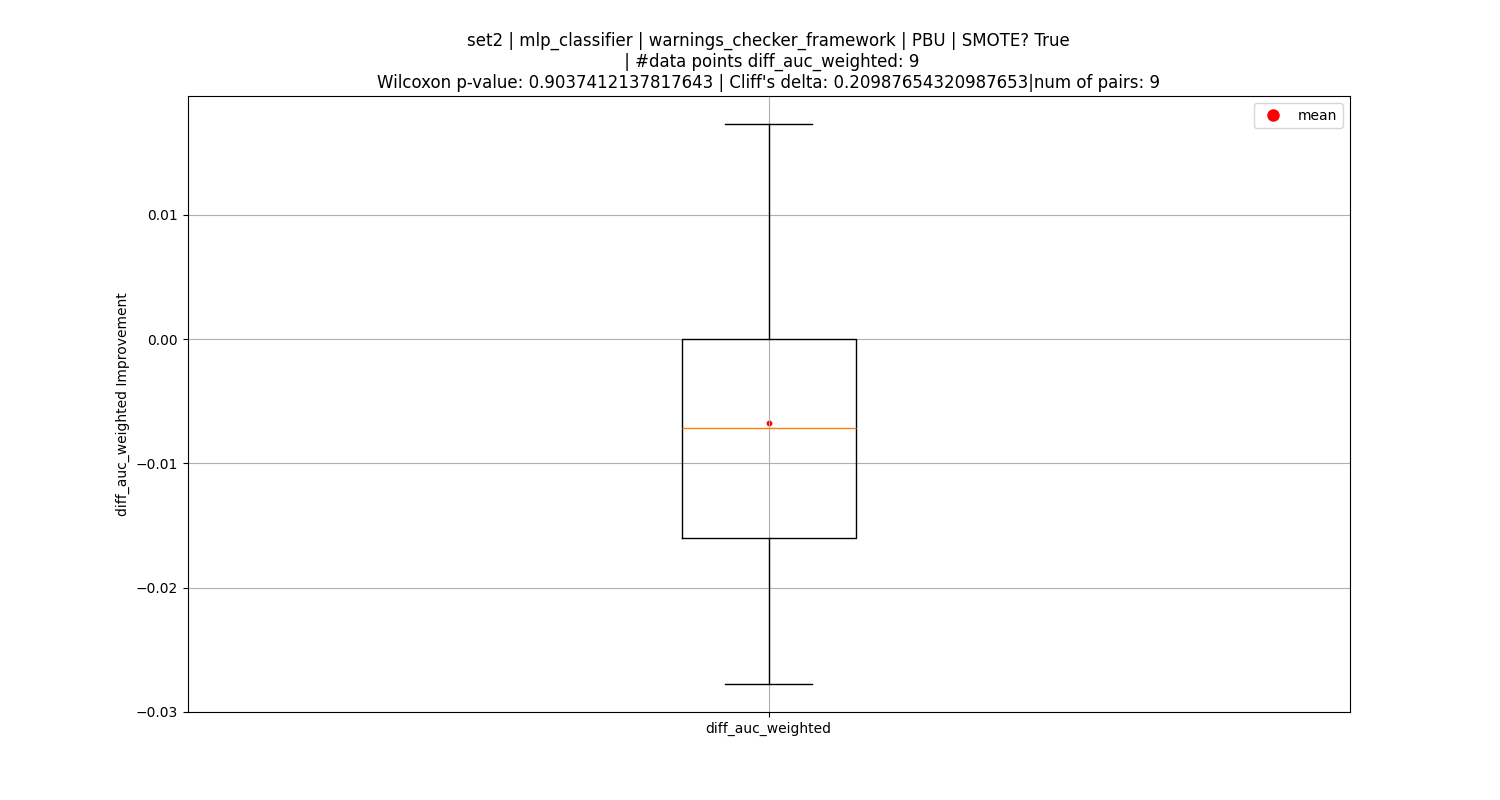 set2 | mlp_classifier | warnings_checker_framework | PBU | SMOTE? True
| #data points diff_auc_weighted: 9
Wilcoxon p-value: 0.9037412137817643 | Cliff's delta: 0.20987654320987653|num of pairs: 9
mean
0.01
0.00
−0.01
−0.02
−0.03
diff_auc_weighted Improvement
diff_auc_weighted